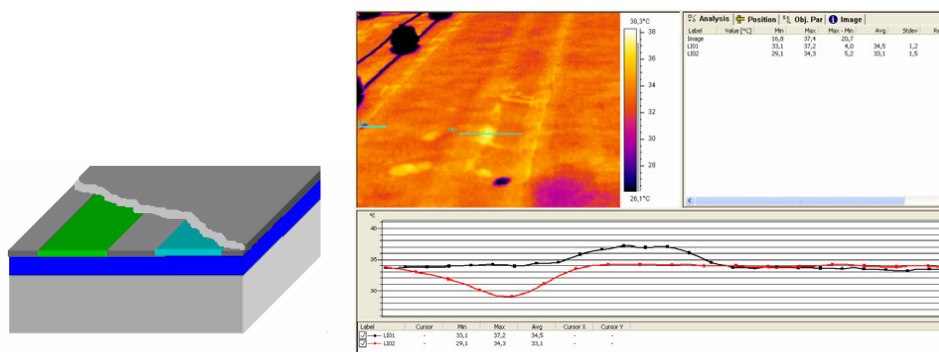 38,3°C
38
36
34
32
30
28
26,1°C
LI01
Analysis Position Obj. Par Image
Label Value [°C] Min Max Max - Min Avg Stdev
Image 16,8 37,4 20,7
LI01 33,1 37,2 4,0 34,5 1,2
LI02 29,1 34,3 5,2 33,1 1,5
°C
40
35
30
Label Cursor Min Max Avg Cursor X Cursor Y
LI01 - 33,1 37,2 34,5 - -
LI02 - 29,1 34,3 33,1 - -